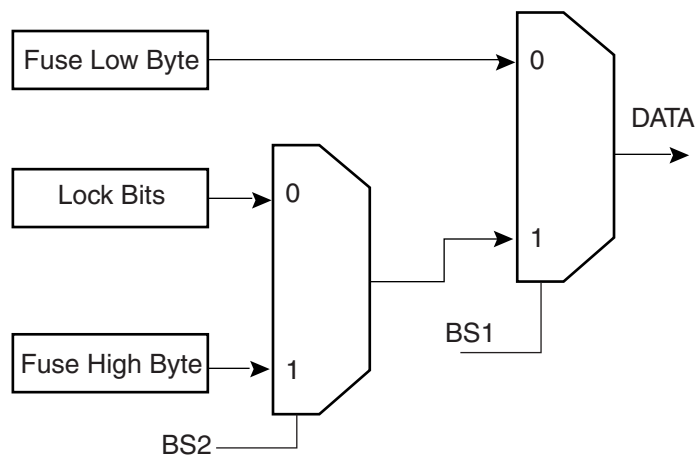 Fuse Low Byte
0
DATA
Lock Bits
0
1
BS1
Fuse High Byte
1
BS2